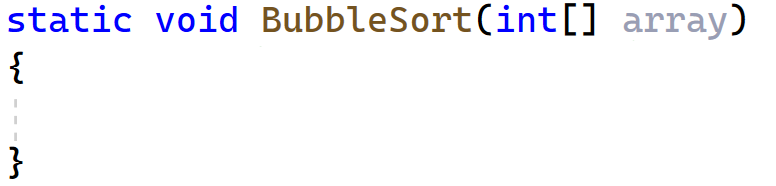 static void BubbleSort(int[] array)
{
}